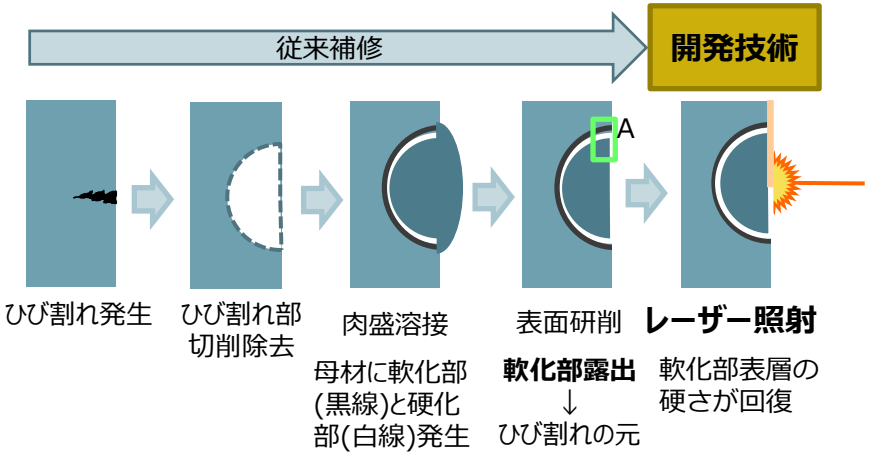 従来補修
開発技術
A
ひび割れ発生
ひび割れ部
切削除去
肉盛溶接
母材に軟化部
(黒線)と硬化
部(白線)発生
表面研削
軟化部露出
↓
ひび割れの元
レーザー照射
軟化部表層の
硬さが回復